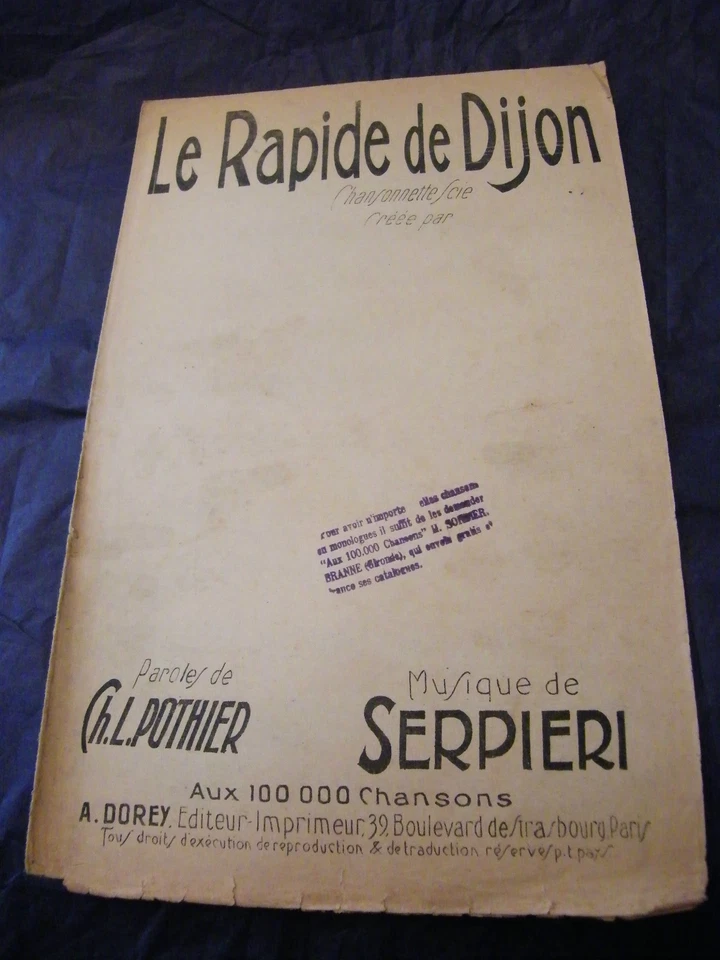 Le Rapide de Dijon
Chansonnette Scie
Créée par
Pour avoir n'importe elles chansons
ou monologues il suffit de les demander
"Aux 100.000 Chansons" M.
BRANNE (Gironde), qui envoie gratis et
france ses catalogues.
Paroles de
Ch. L. POTHIER
Musique de
SERPIERI
Aux 100 000 Chansons
A. DOREY. Editeur-Imprimeur, 39, Boulevard de Strasbourg, Paris
Tous droits d'exécution de reproduction & de traduction réservés p. t. pays